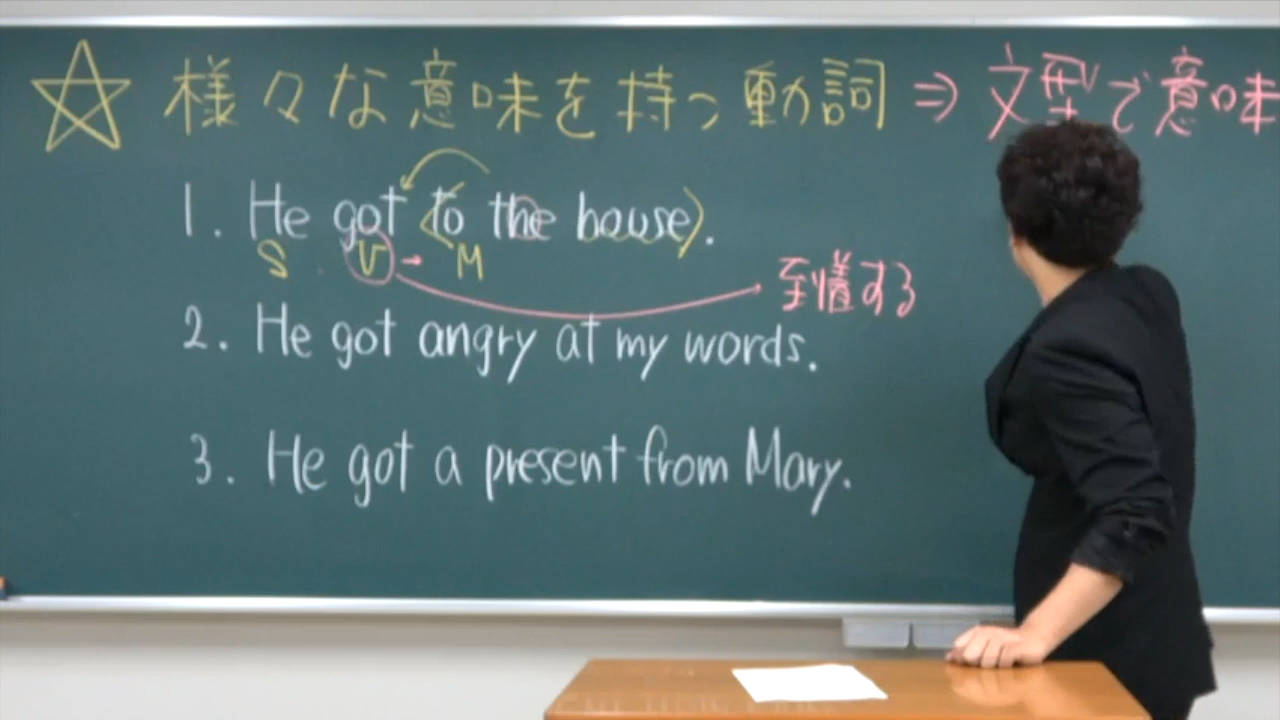 ☆ 様々な意味を持つ動詞 ⇒ 文型で意味
1. He got <to the house>.
S V → M
到着する
2. He got angry at my words.
3. He got a present from Mary.